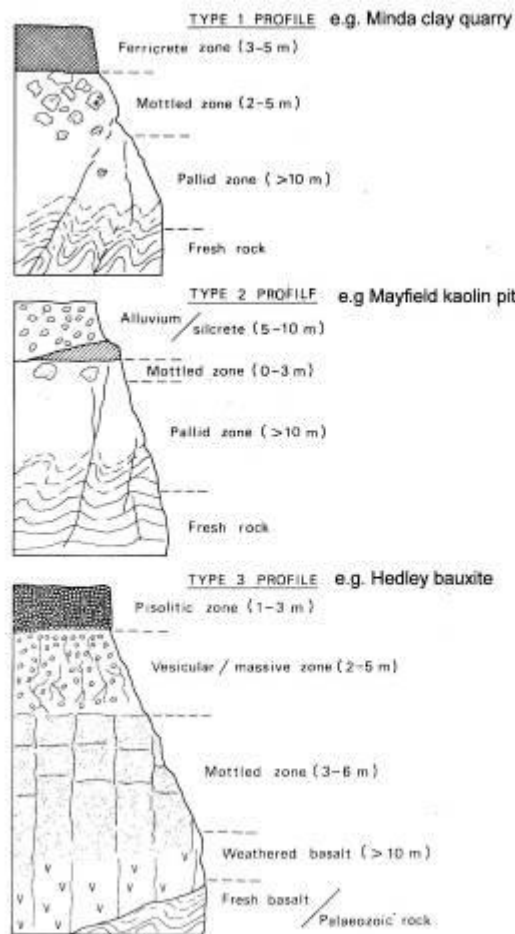 TYPE 1 PROFILE e.g. Minda clay quarry
Ferricrete zone (3-5 m)
Mottled zone (2-5 m)
Pallid zone (>10 m)
Fresh rock
TYPE 2 PROFILE e.g Mayfield kaolin pit
Alluvium
/ silcrete (5-10 m)
Mottled zone (0-3 m)
Pallid zone (>10 m)
Fresh rock
TYPE 3 PROFILE e.g. Hedley bauxite
Pisolitic zone (1-3 m)
Vesicular / massive zone (2-5 m)
Mottled zone (3-6 m)
Weathered basalt (>10 m)
Fresh basalt /
Palaeozoic rock